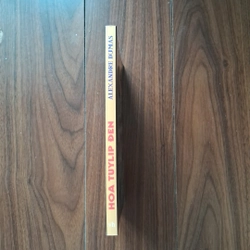 ALEXANDRE DUMAS
HOA TUYLIP ĐEN